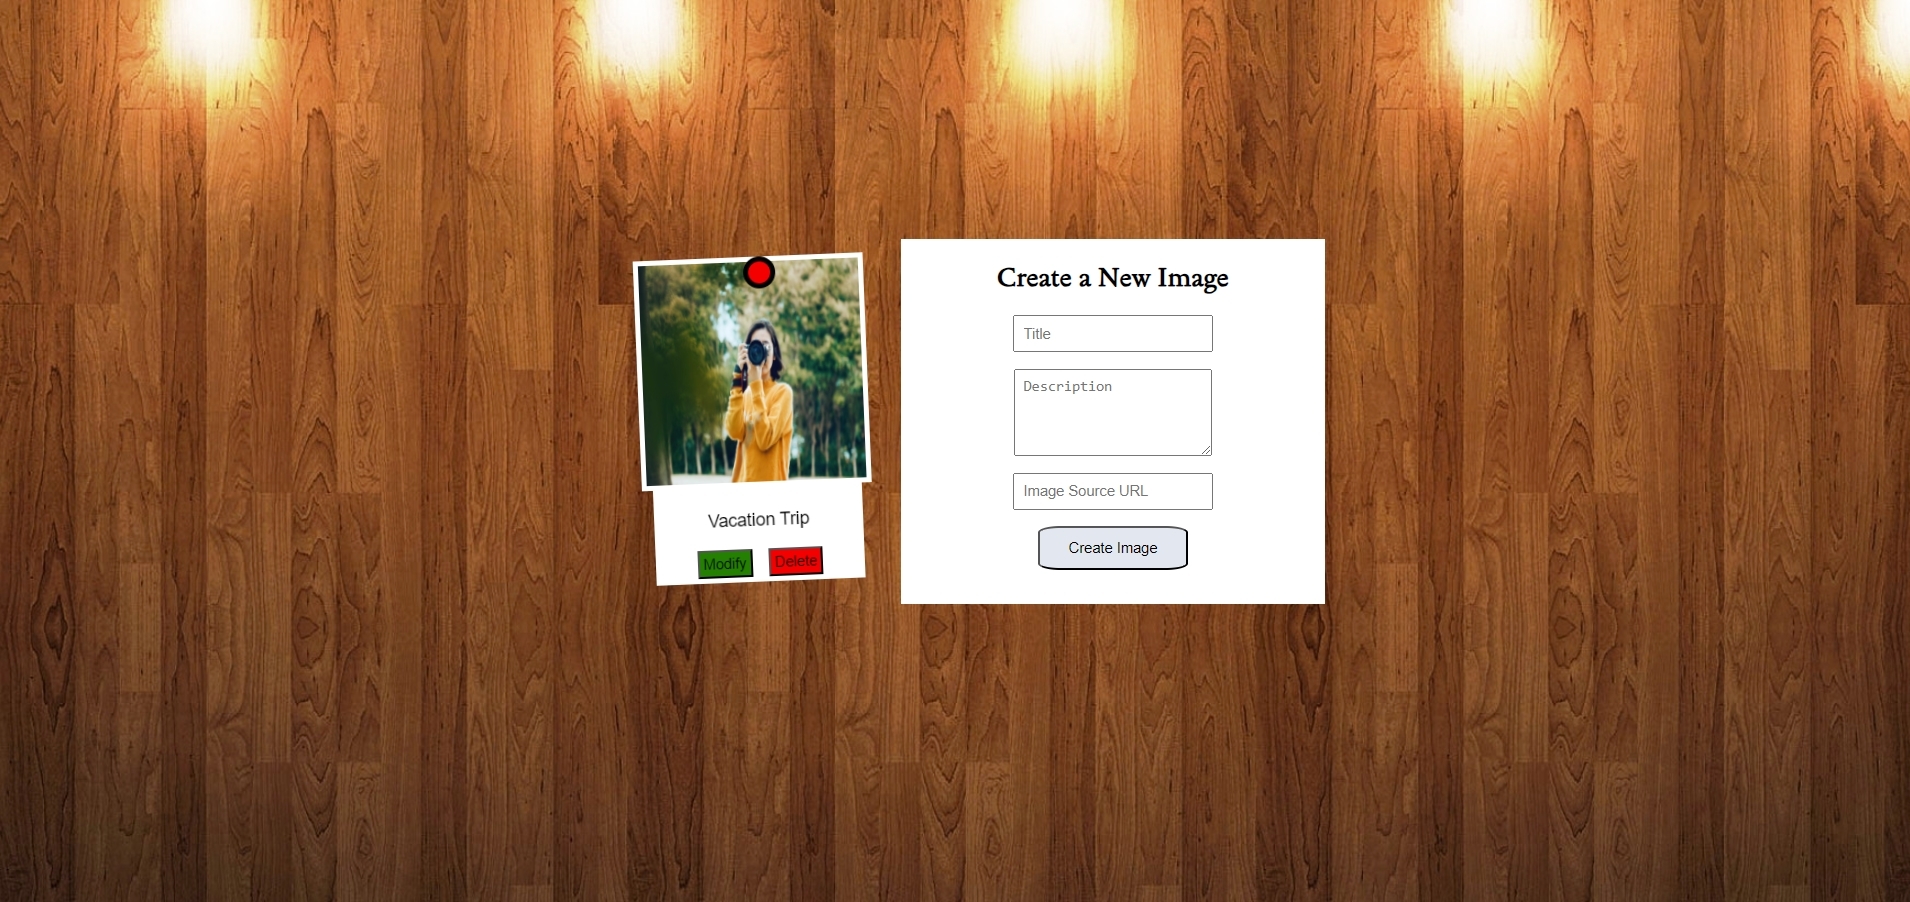 Vacation Trip
Modify Delete
Create a New Image
Title
Description
Image Source URL
Create Image